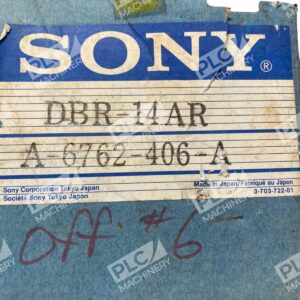 SONY®
DBR-14AR
A-6762-406-A
Sony Corporation Tokyo Japan
Made in Japan/Fabriqué au Japon
Société Sony Tokyo Japon
3-703-722-01
off #6
PLC
MACHINERY